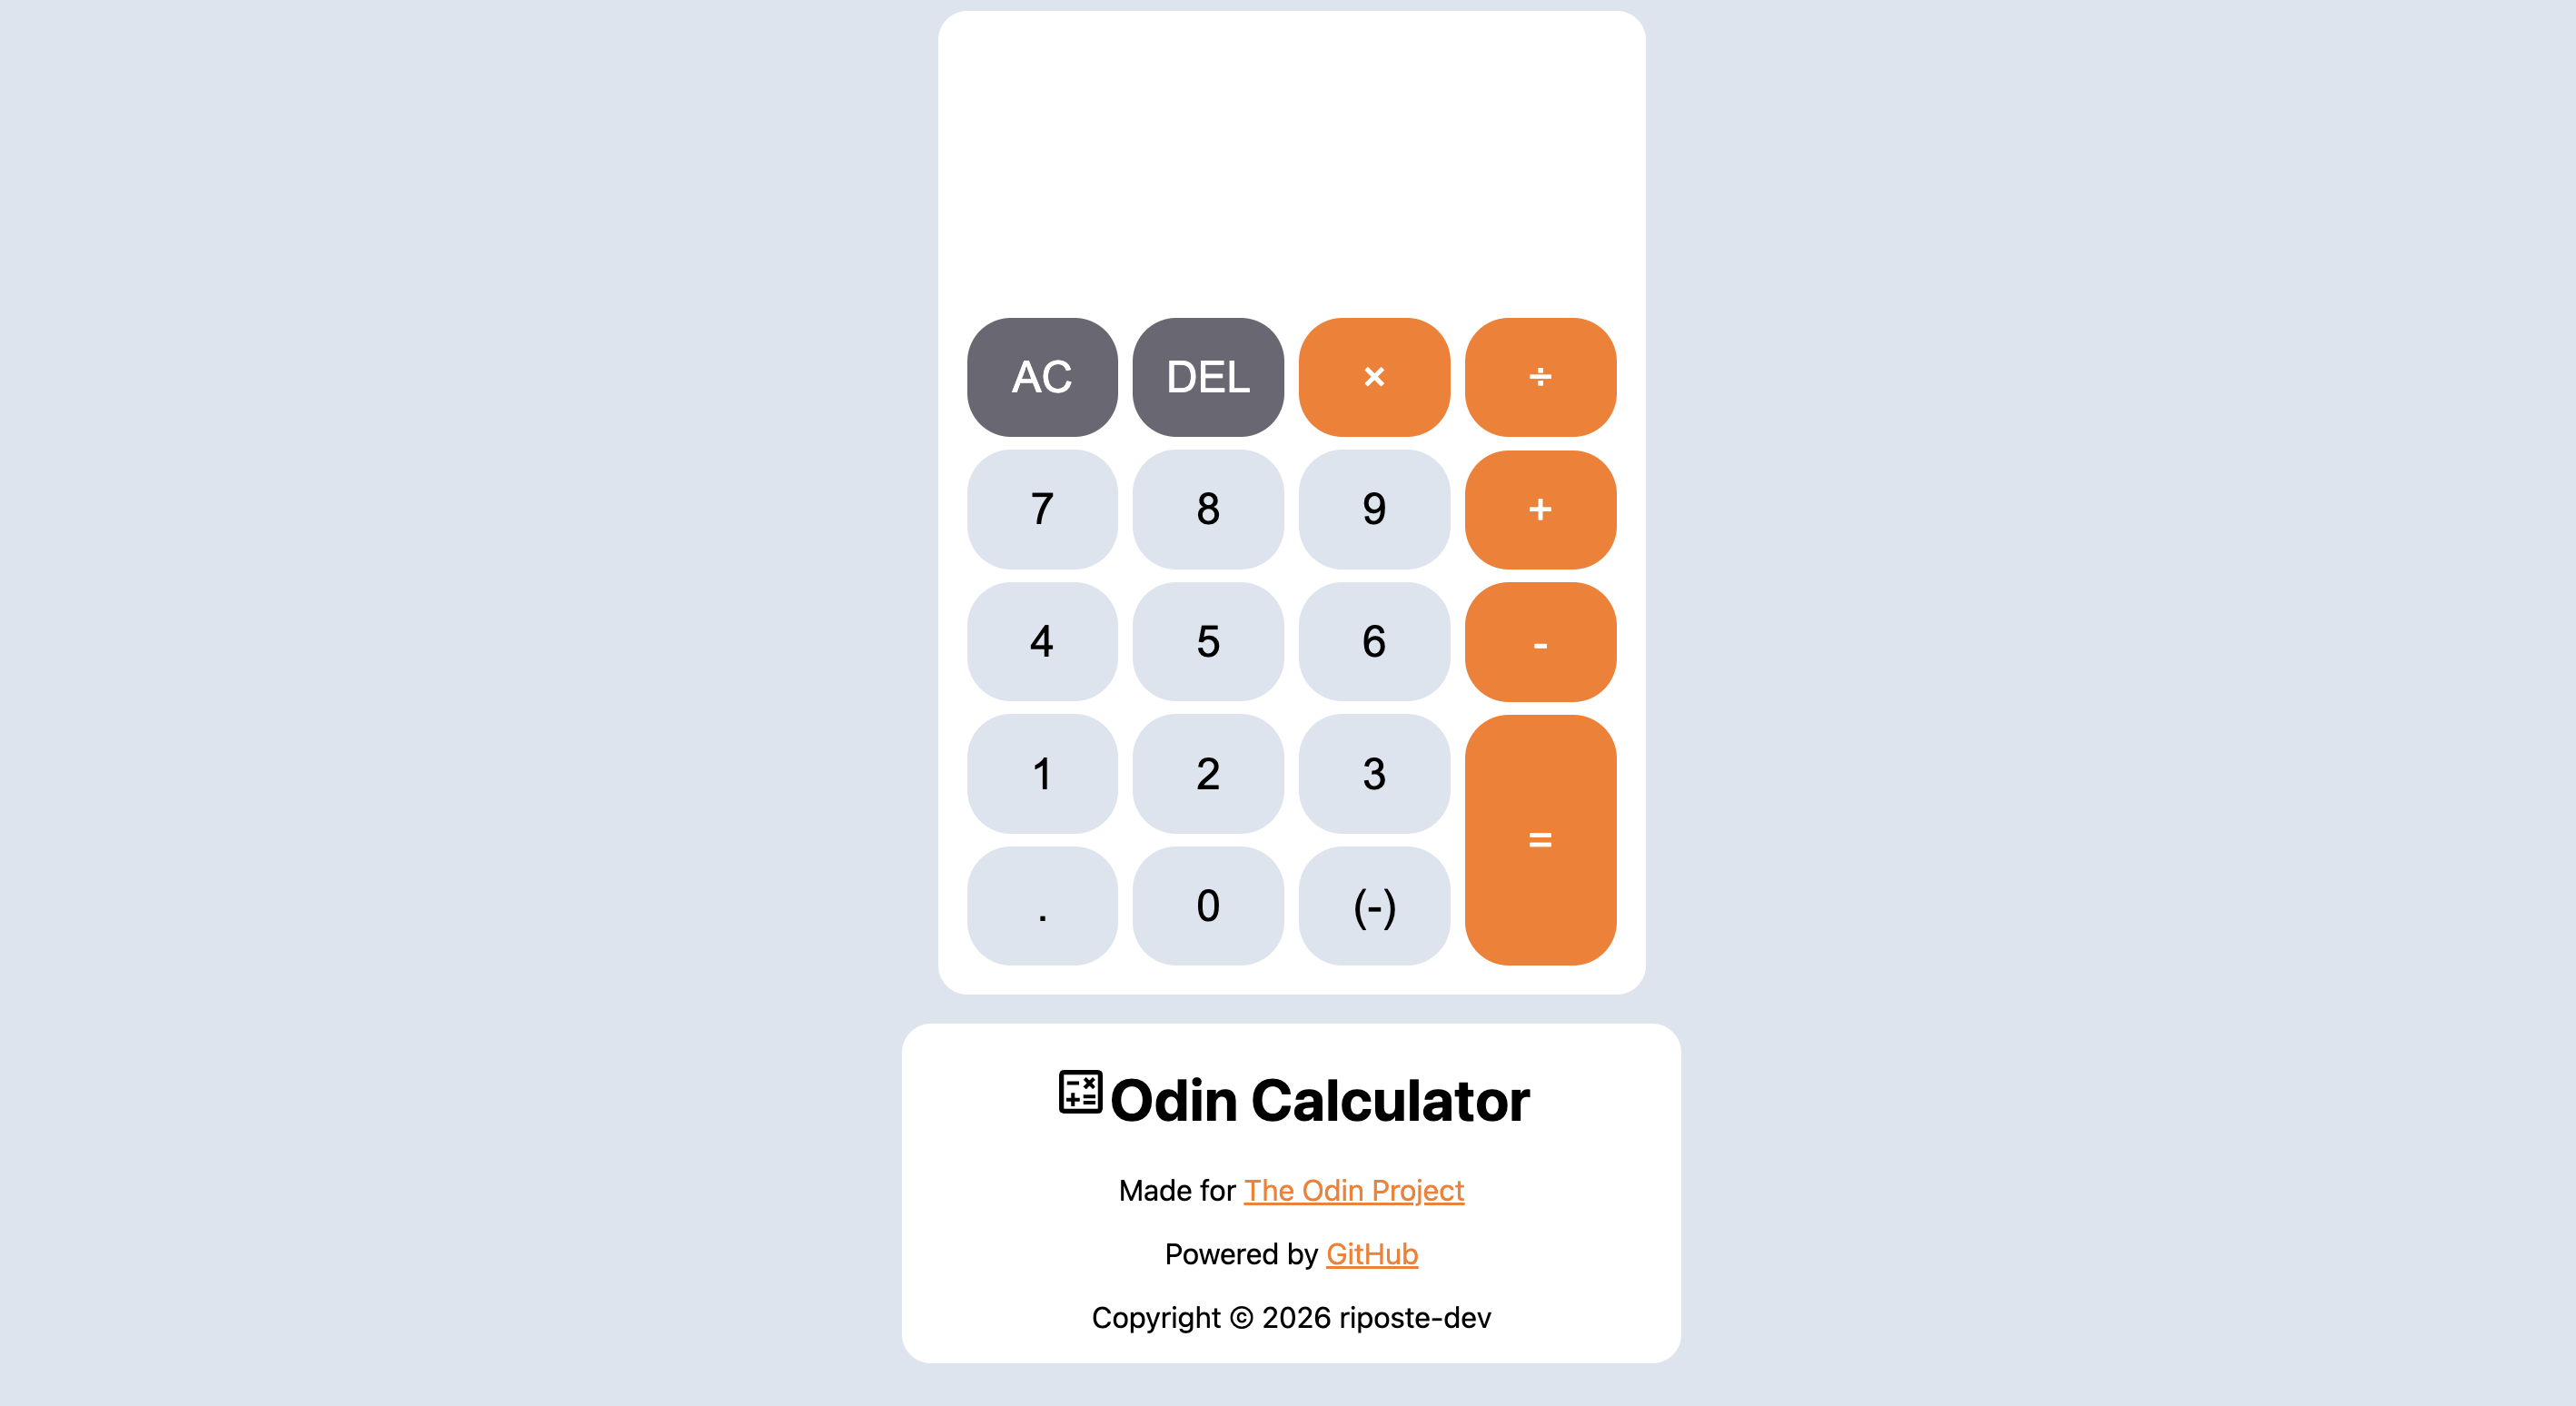 AC DEL × ÷
7 8 9 +
4 5 6 -
1 2 3
=
. 0 (-)
Odin Calculator
Made for The Odin Project
Powered by GitHub
Copyright © 2026 riposte-dev